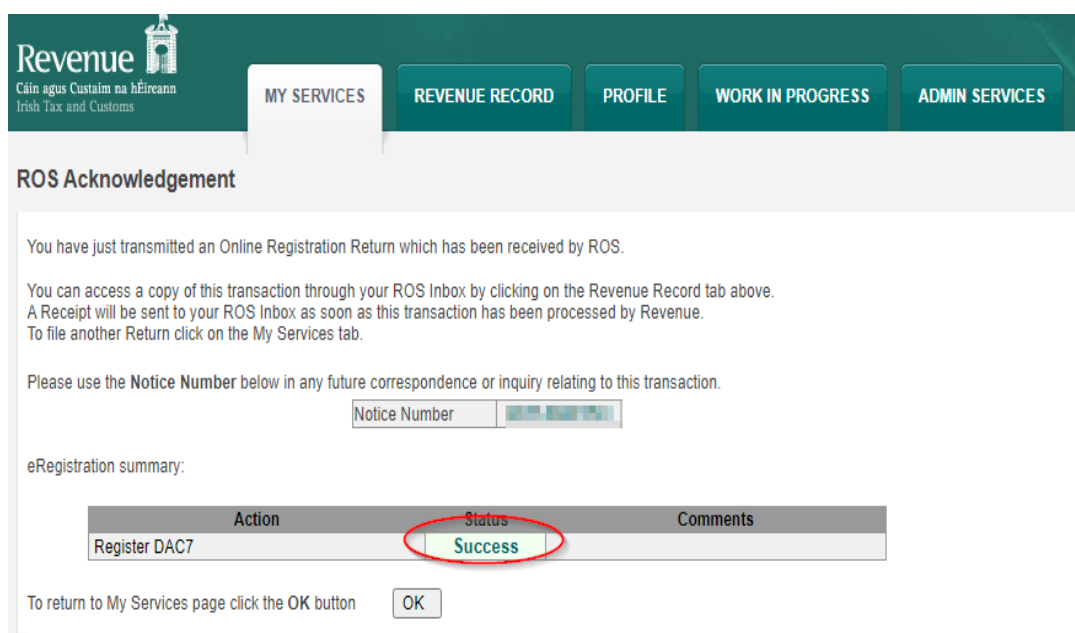 Revenue
Cáin agus Custaim na hÉireann
Irish Tax and Customs
MY SERVICES
REVENUE RECORD
PROFILE
WORK IN PROGRESS
ADMIN SERVICES
ROS Acknowledgement
You have just transmitted an Online Registration Return which has been received by ROS.
You can access a copy of this transaction through your ROS Inbox by clicking on the Revenue Record tab above.
A Receipt will be sent to your ROS Inbox as soon as this transaction has been processed by Revenue.
To file another Return click on the My Services tab.
Please use the Notice Number below in any future correspondence or inquiry relating to this transaction.
Notice Number
eRegistration summary:
Action Status Comments
Register DAC7 Success
To return to My Services page click the OK button OK